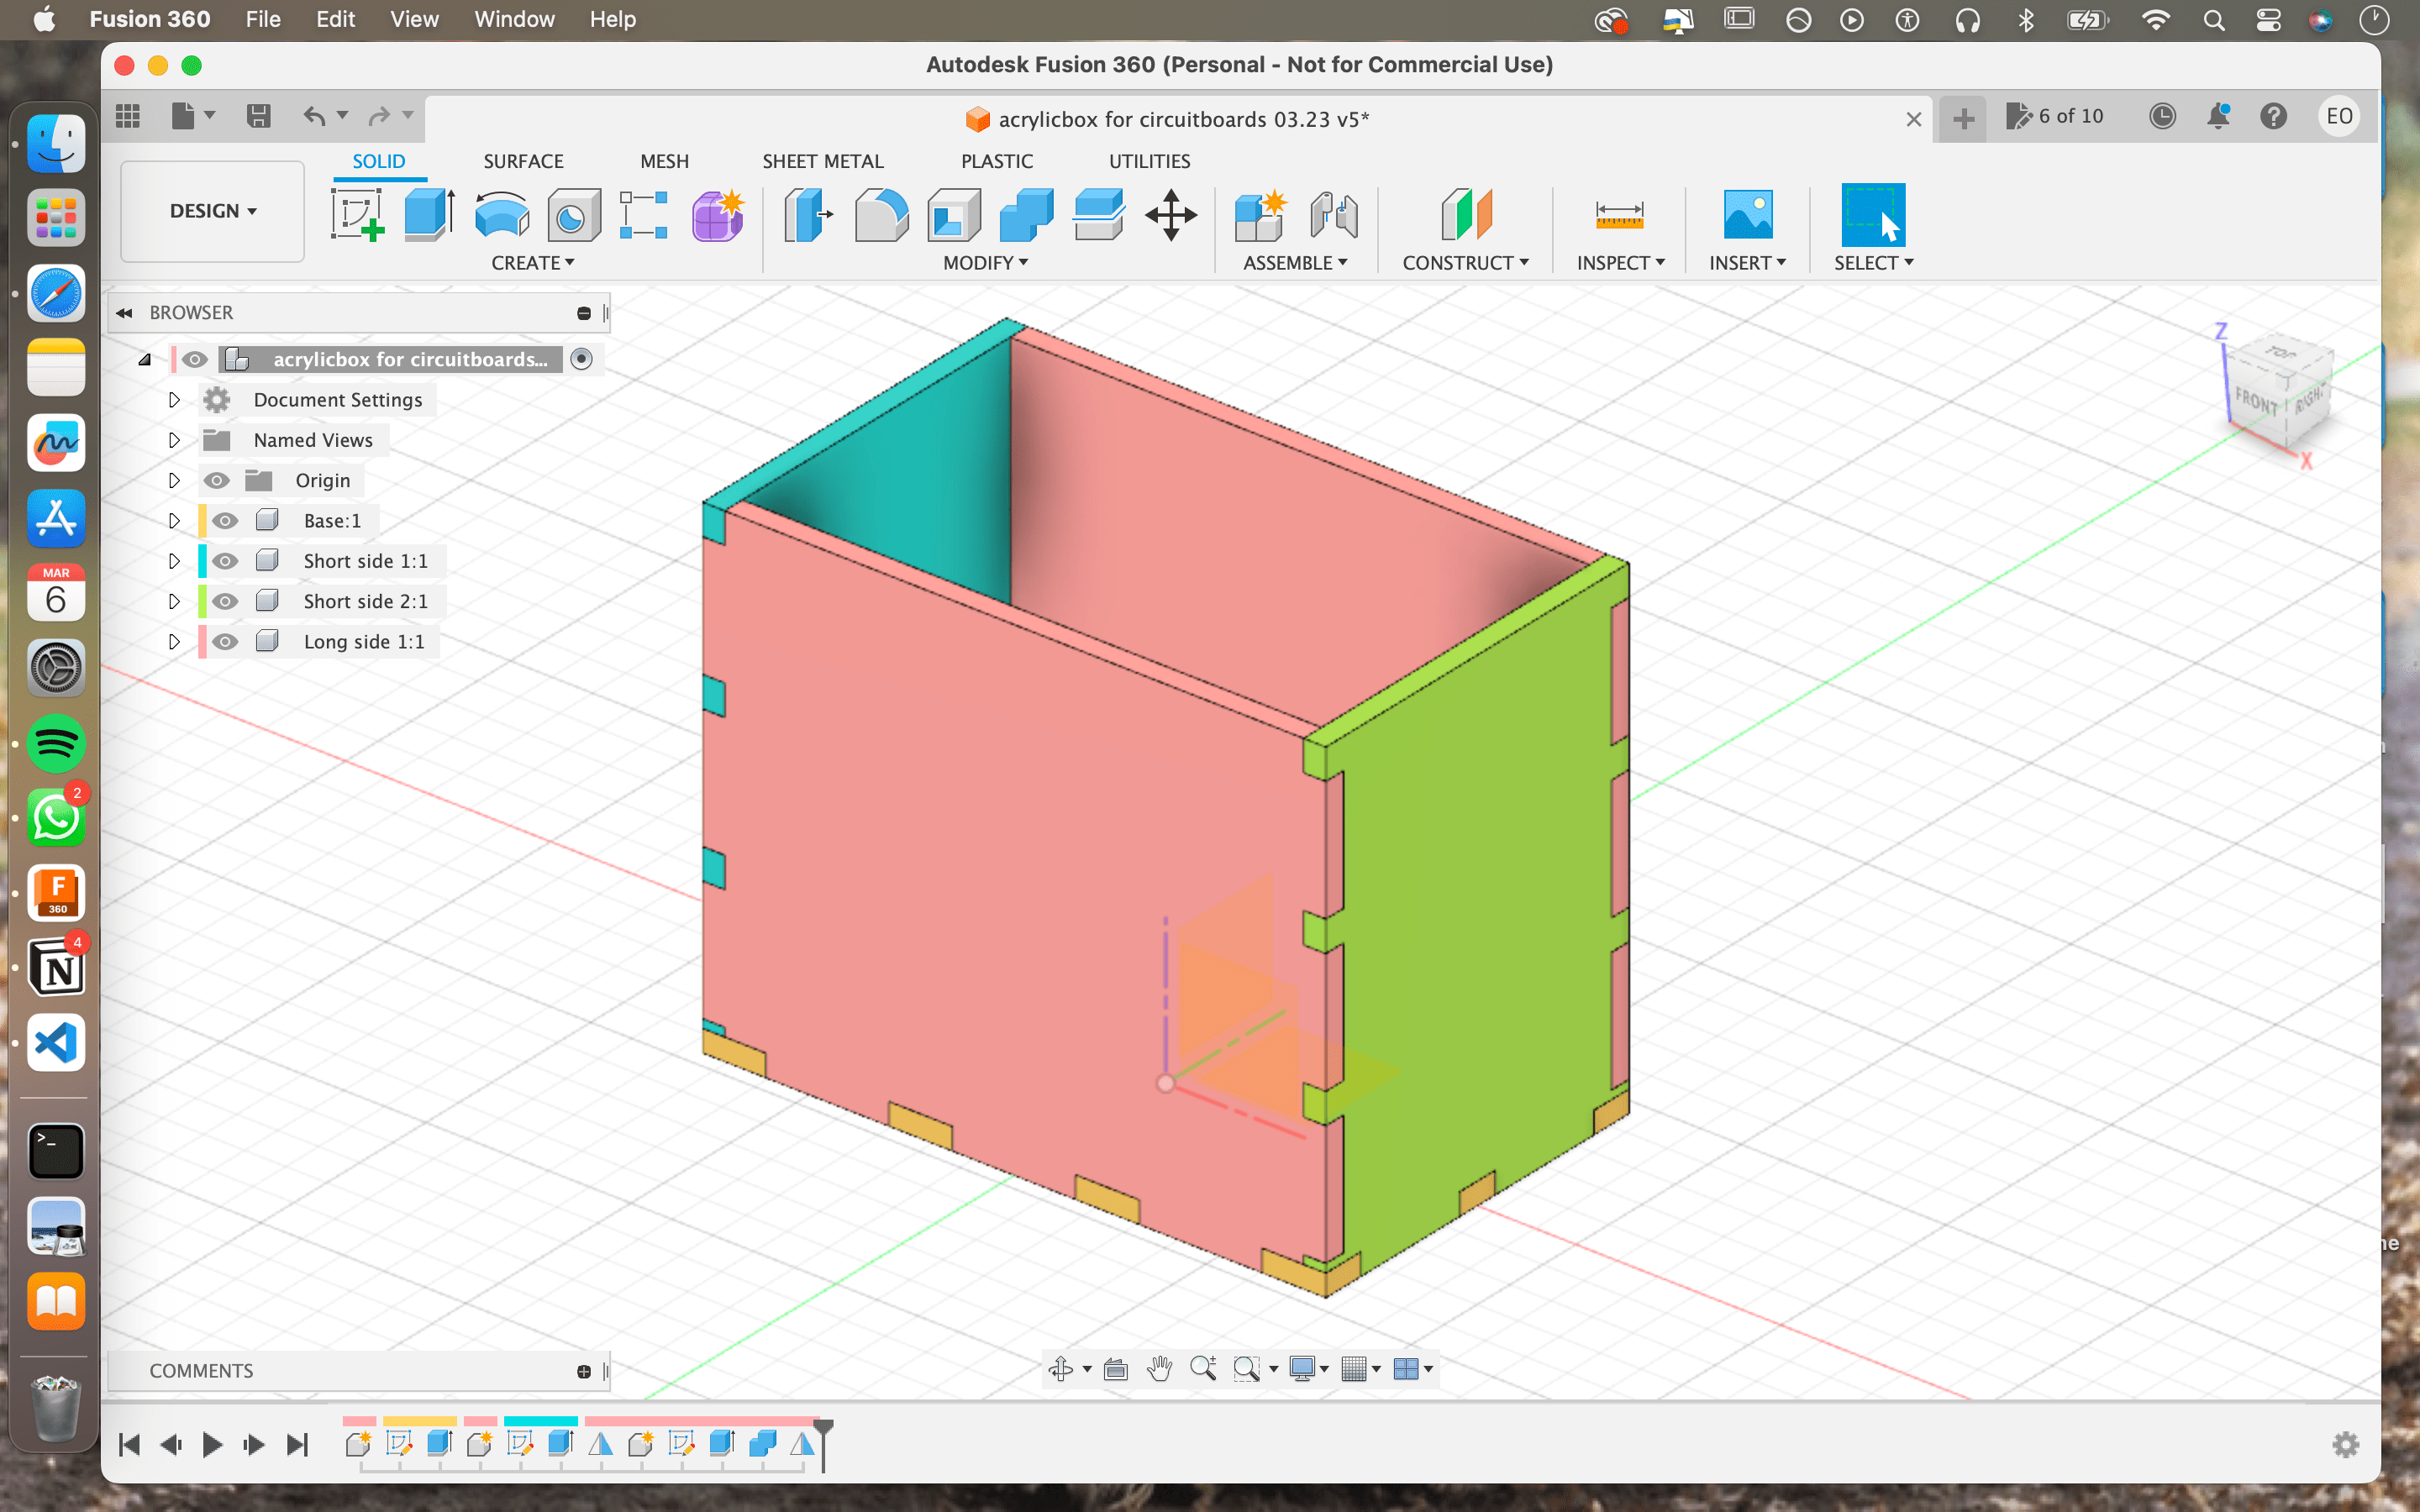 Fusion 360 File Edit View Window Help
Autodesk Fusion 360 (Personal - Not for Commercial Use)
acrylicbox for circuitboards 03.23 v5*
6 of 10
EO
SOLID SURFACE MESH SHEET METAL PLASTIC UTILITIES
DESIGN
CREATE MODIFY ASSEMBLE CONSTRUCT INSPECT INSERT SELECT
BROWSER
acrylicbox for circuitboards...
Document Settings
Named Views
Origin
Base:1
Short side 1:1
Short side 2:1
Long side 1:1
Z
TOP
FRONT
RIGHT
X
MAR
6
2
F
360
4
N
>_
COMMENTS